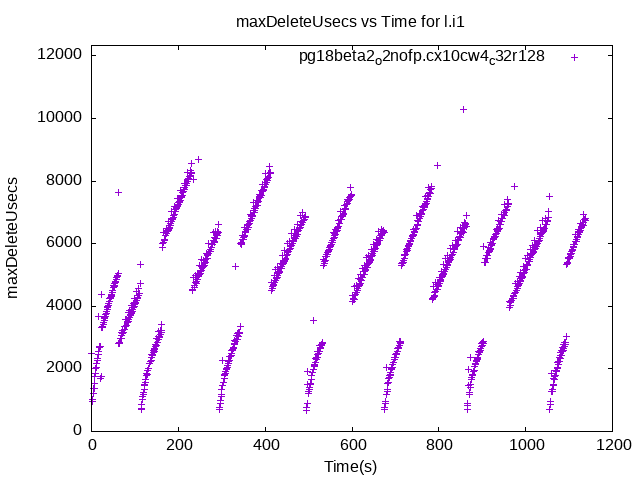 maxDeleteUsecs vs Time for l.i1
pg18beta2o2nofp.cx10cw4c32r128
12000
10000
8000
6000
4000
2000
0
maxDeleteUsecs
0 200 400 600 800 1000 1200
Time(s)